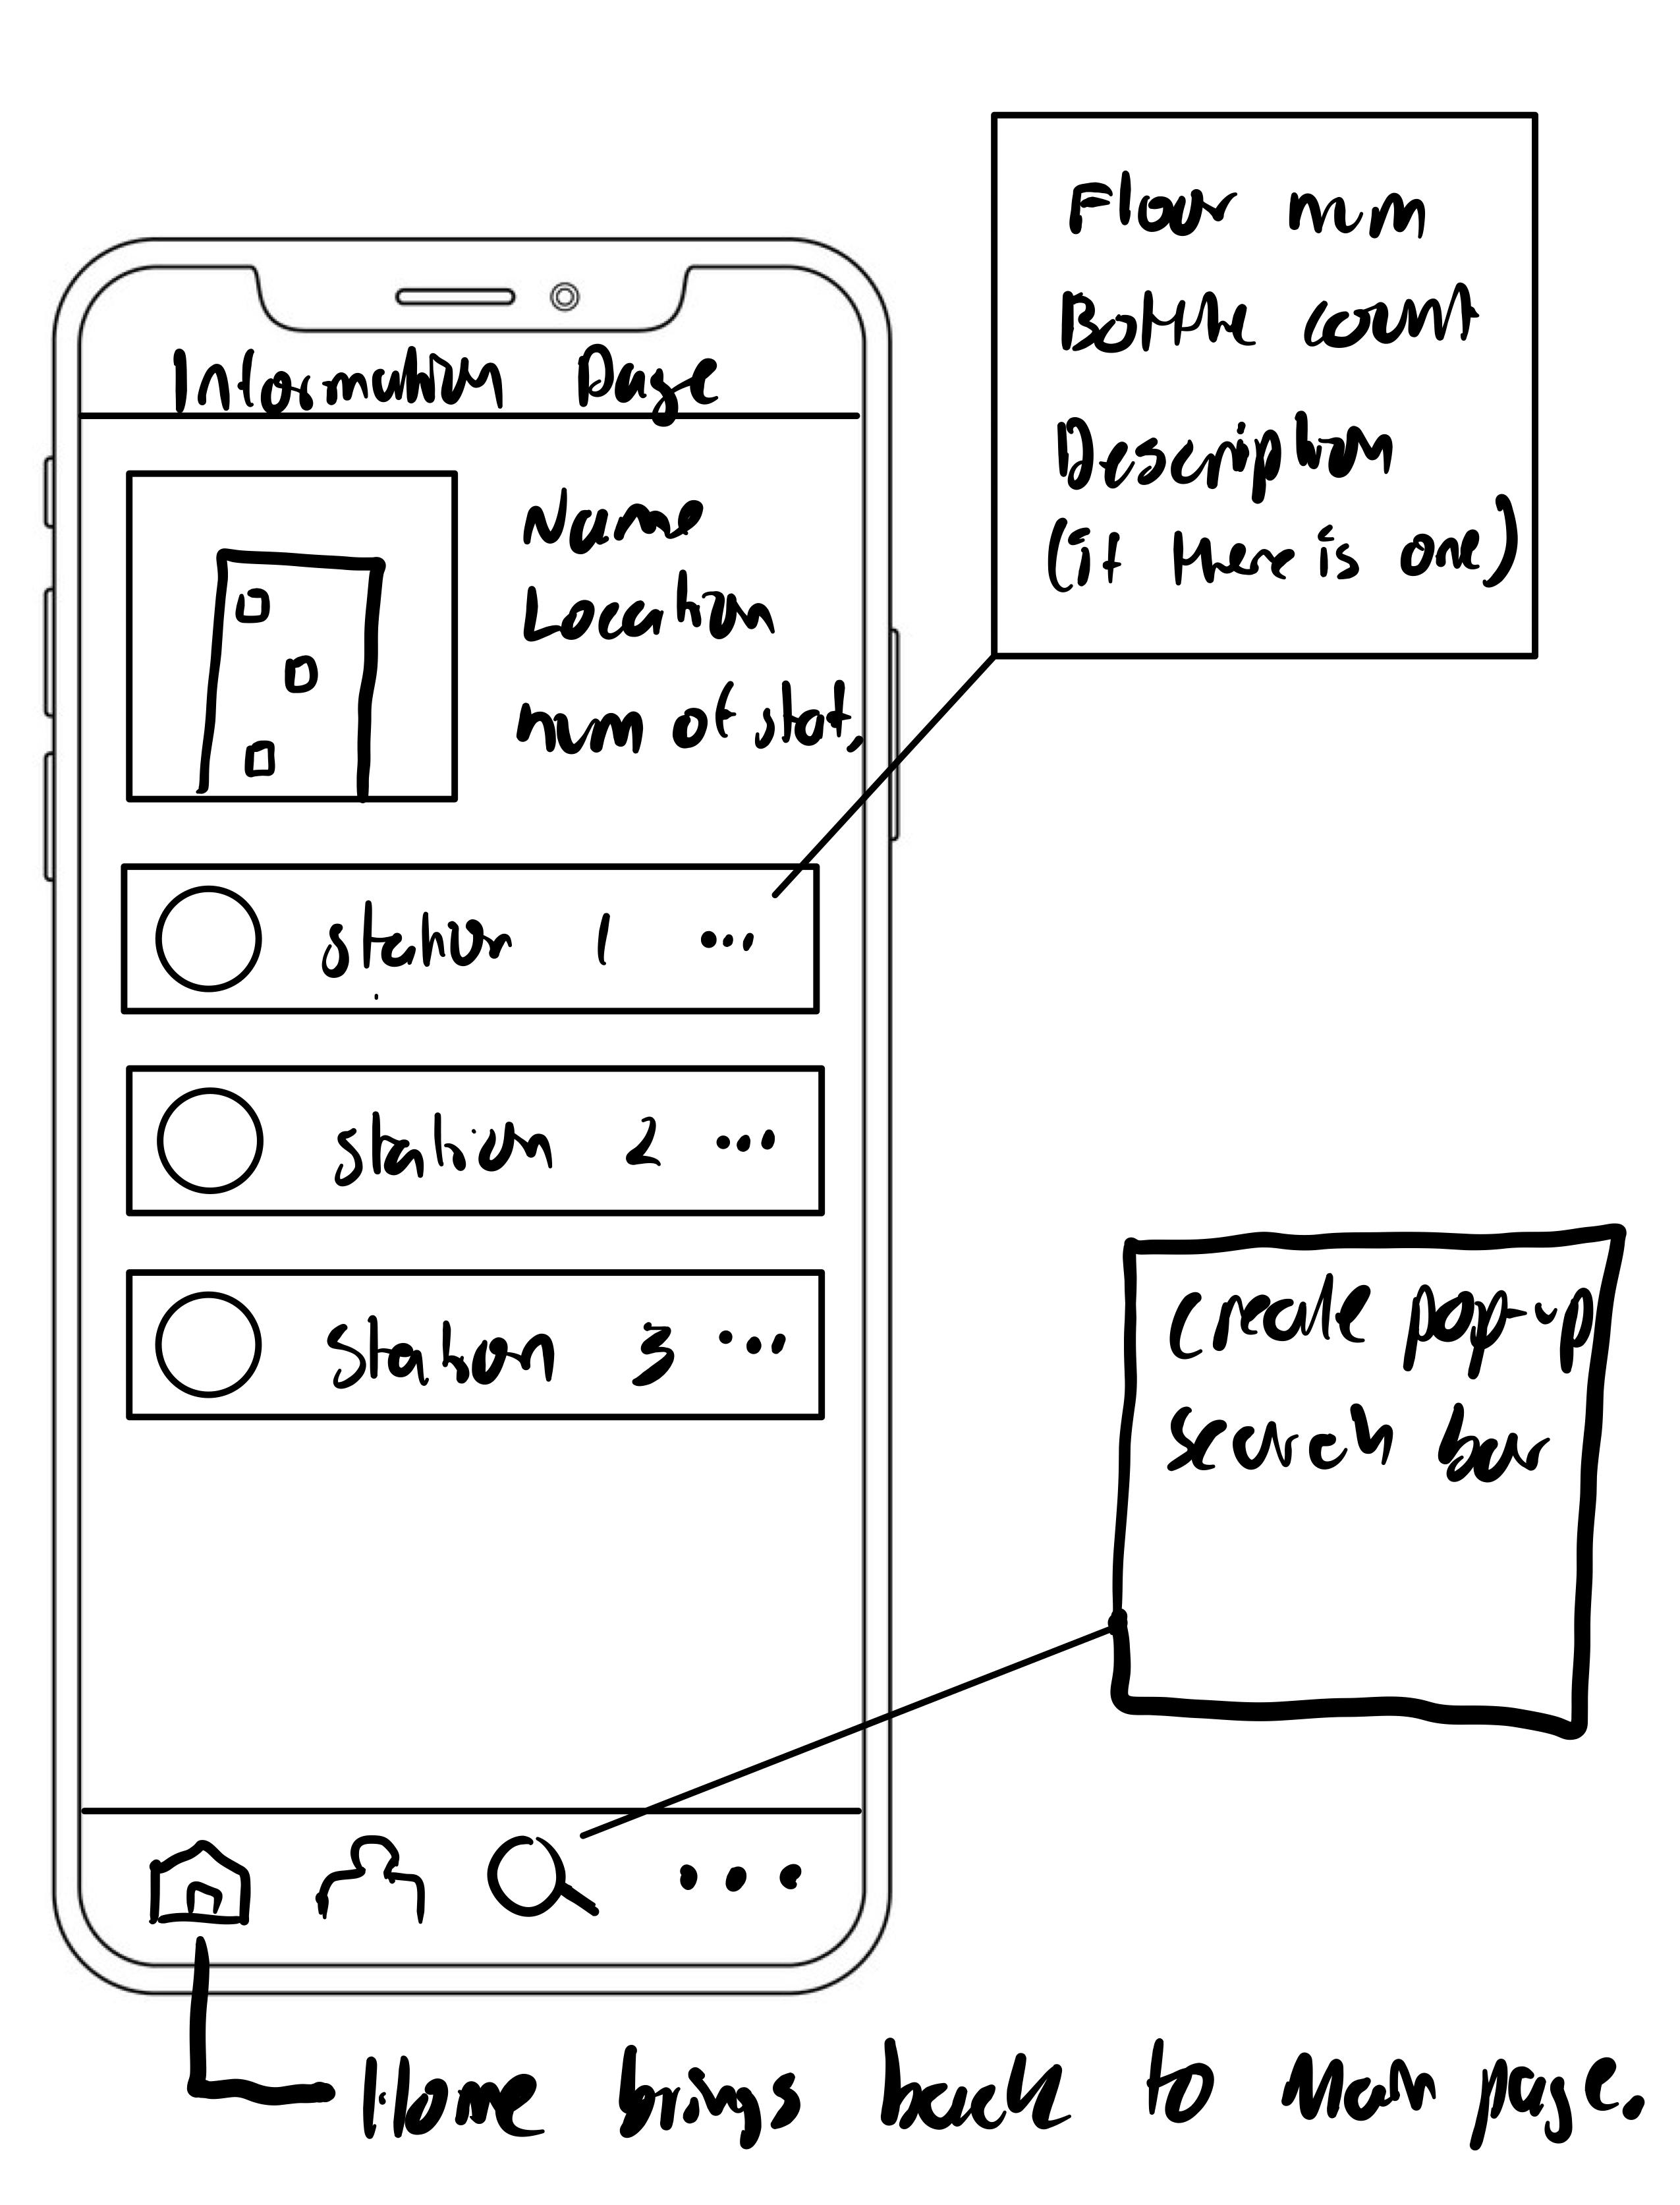 Information Page
Name
Location
num of stat.
station 1 ...
station 2 ...
station 3 ...
Floor num
Bottle count
Description
(if there is one)
create pop-up
search bar
Home brings back to Main page.